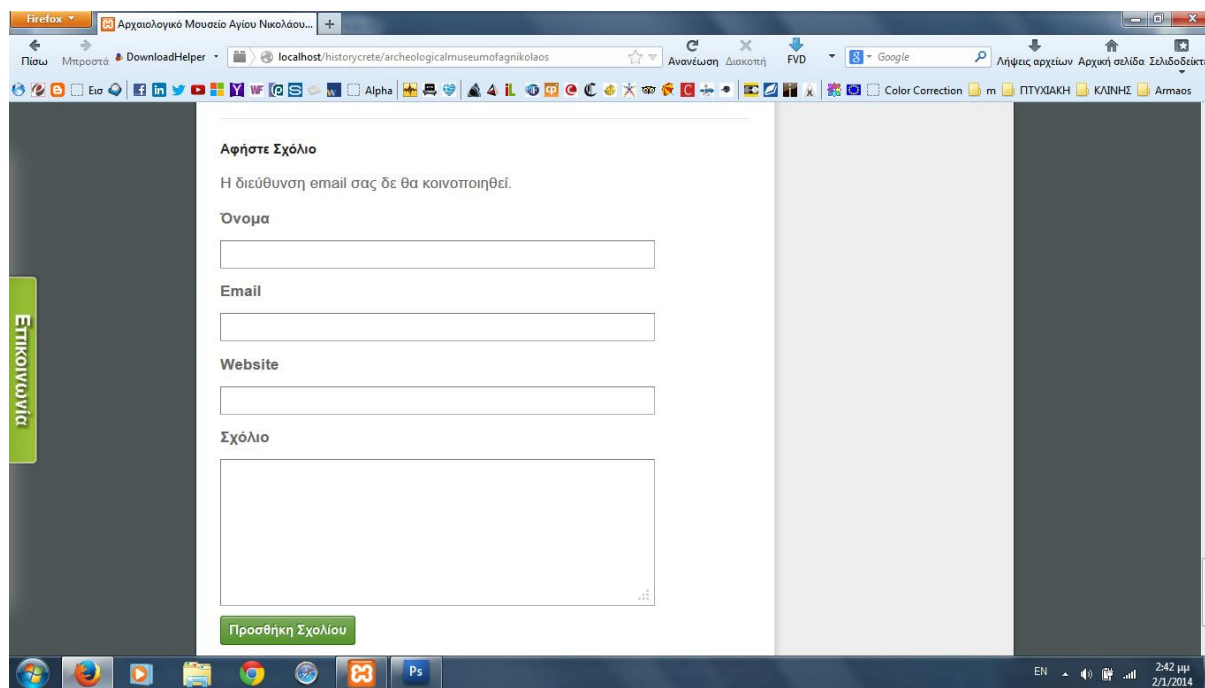 Firefox
Αρχαιολογικό Μουσείο Αγίου Νικολάου...
Πίσω Μπροστά DownloadHelper localhost/historycrete/archeologicalmuseumofagnikolaos Ανανέωση Διακοπή FVD Google Λήψεις αρχείων Αρχική σελίδα Σελιδοδείκτ
Εισ Alpha Color Correction m ΠΤΥΧΙΑΚΗ ΚΛΙΝΗΣ Armaos
Αφήστε Σχόλιο
Η διεύθυνση email σας δε θα κοινοποιηθεί.
Όνομα
Email
Website
Σχόλιο
Προσθήκη Σχολίου
Επικοινωνία
Ps
EN 2:42 μμ
2/1/2014